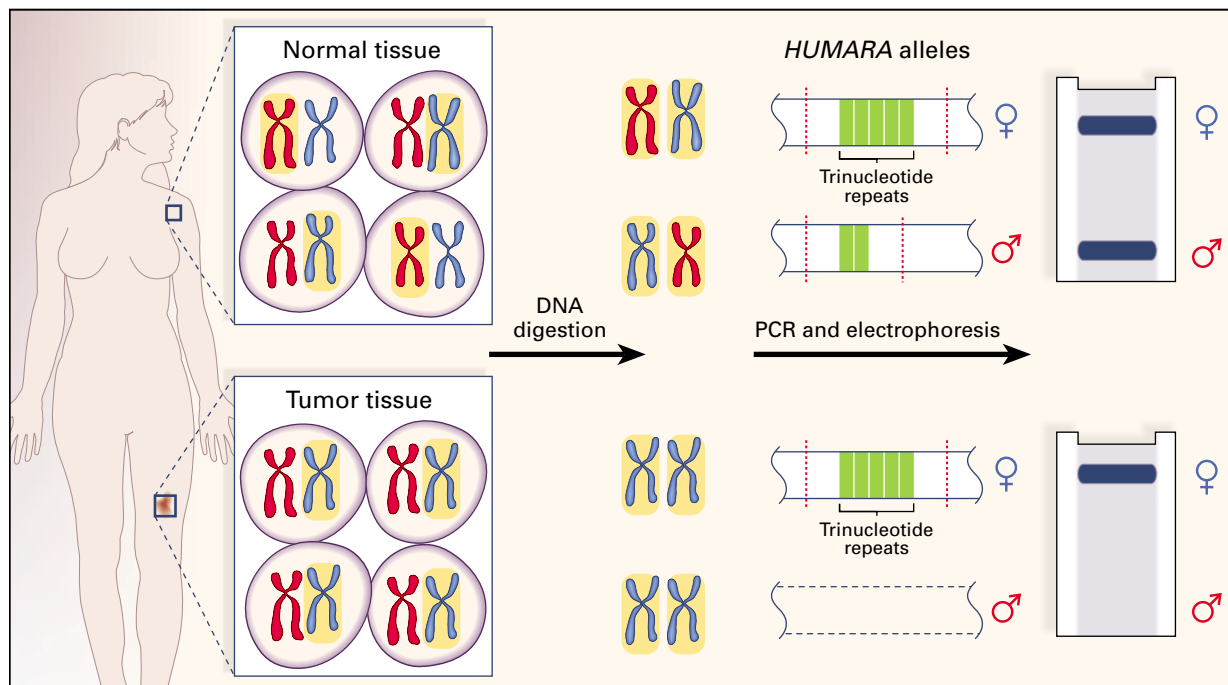 Normal tissue
HUMARA alleles
♀
♀
Trinucleotide
repeats
♂
♂
DNA
digestion
PCR and electrophoresis
Tumor tissue
♀
♀
Trinucleotide
repeats
♂
♂